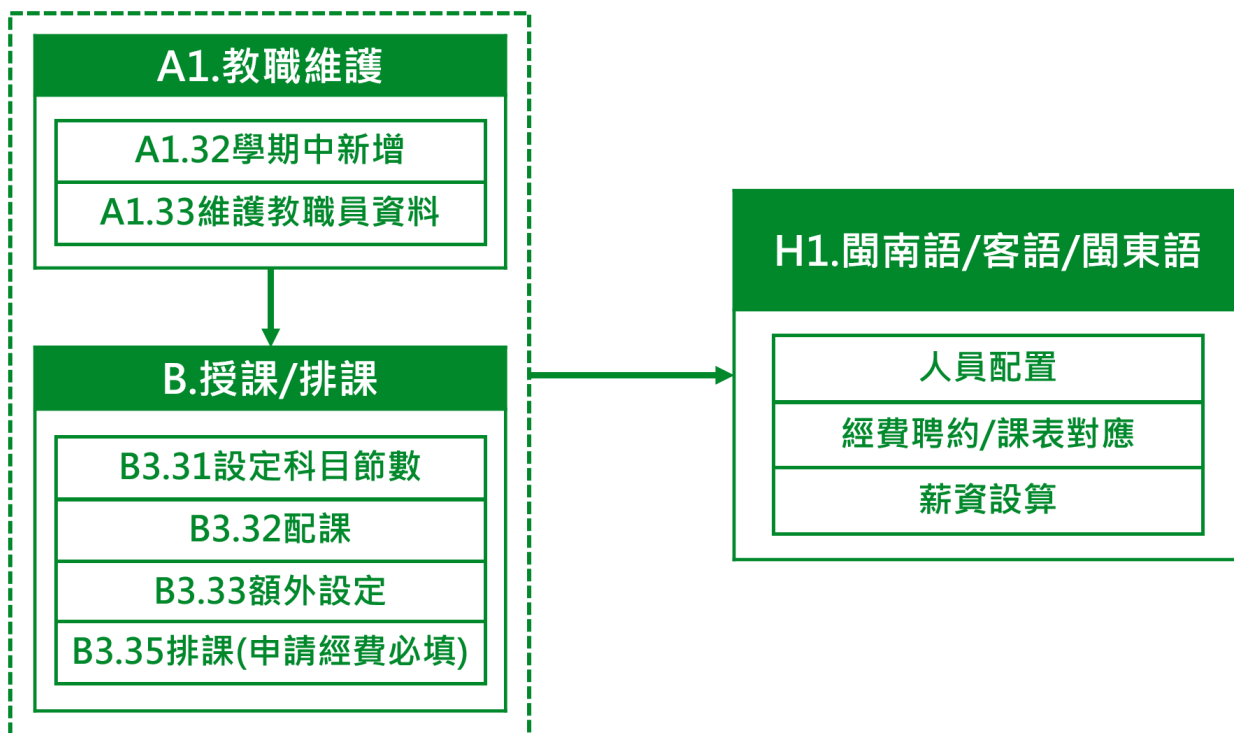 A1.教職維護
A1.32學期中新增
A1.33維護教職員資料
B.授課/排課
B3.31設定科目節數
B3.32配課
B3.33額外設定
B3.35排課(申請經費必填)
H1.閩南語/客語/閩東語
人員配置
經費聘約/課表對應
薪資設算